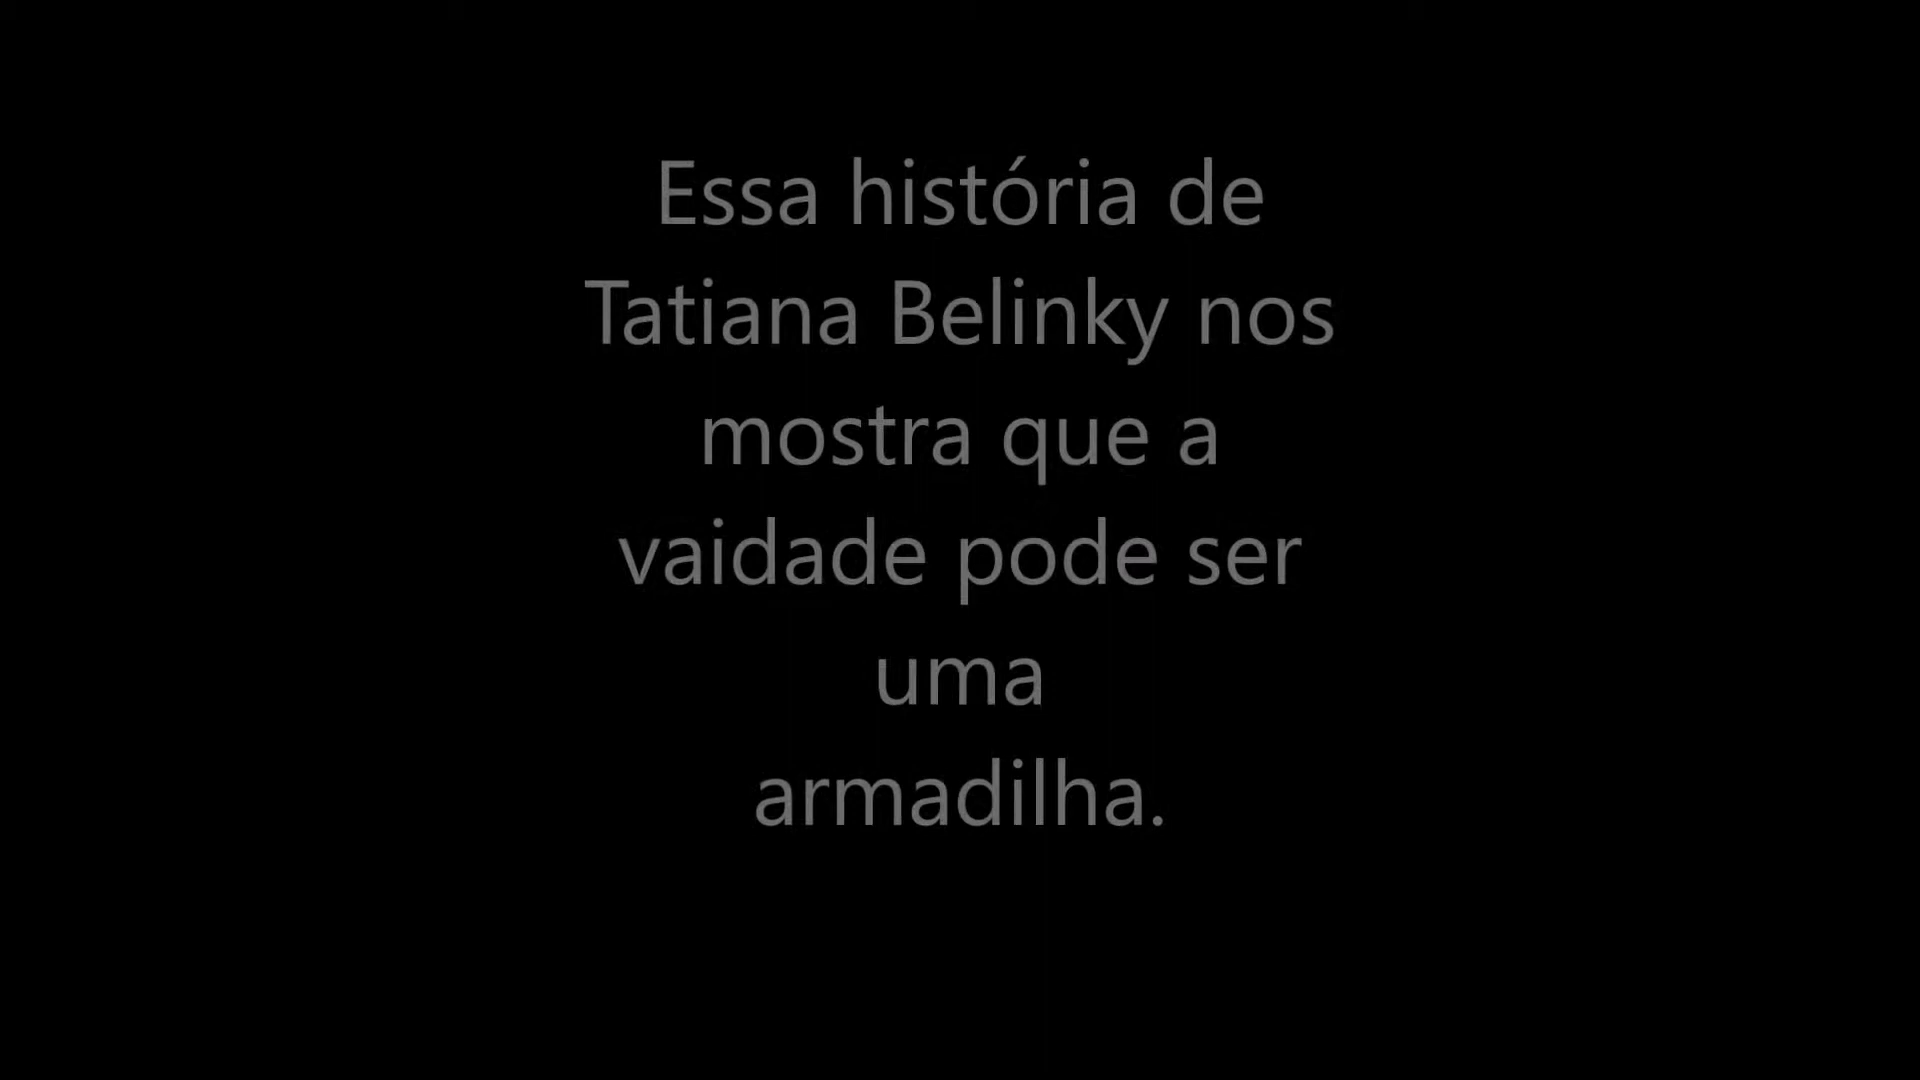 Essa história de
Tatiana Belinky nos
mostra que a
vaidade pode ser
uma
armadilha.